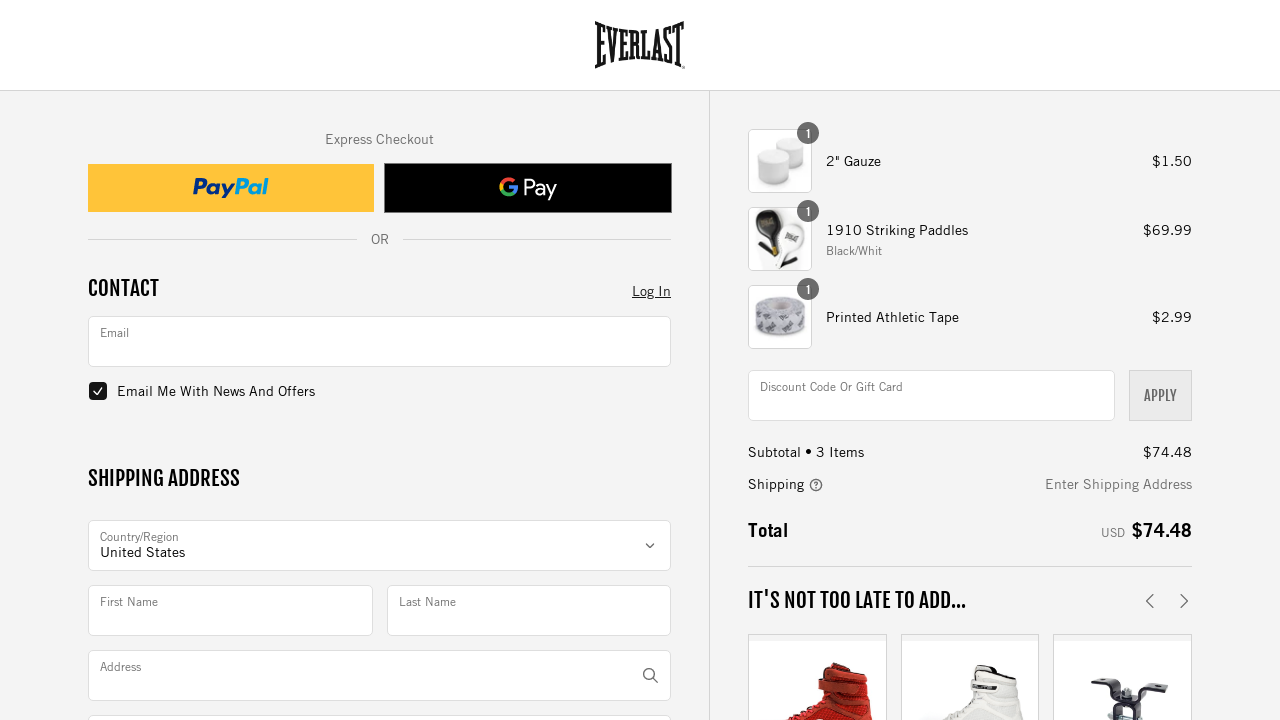 EVERLAST
Express Checkout
PayPal
G Pay
OR
CONTACT
Log In
Email
Email Me With News And Offers
SHIPPING ADDRESS
Country/Region
United States
First Name
Last Name
Address
1
2" Gauze
$1.50
1
1910 Striking Paddles
Black/Whit
$69.99
1
Printed Athletic Tape
$2.99
Discount Code Or Gift Card
APPLY
Subtotal • 3 Items
$74.48
Shipping
Enter Shipping Address
Total
USD $74.48
IT'S NOT TOO LATE TO ADD...